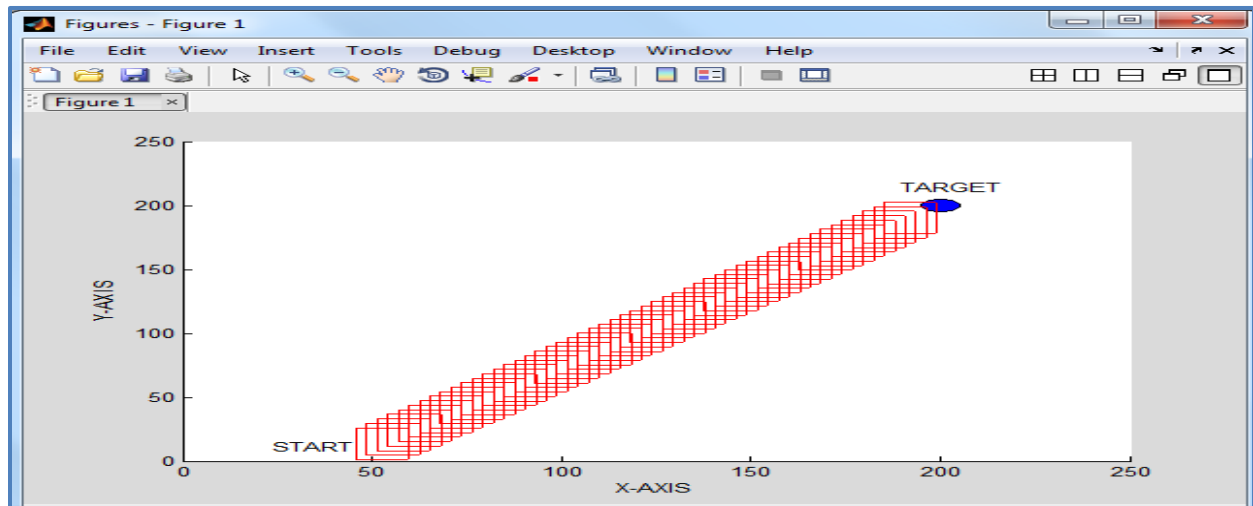 Figures - Figure 1
File Edit View Insert Tools Debug Desktop Window Help
Figure 1
250
TARGET
200
150
Y-AXIS
100
50
START
0
0 50 100 150 200 250
X-AXIS